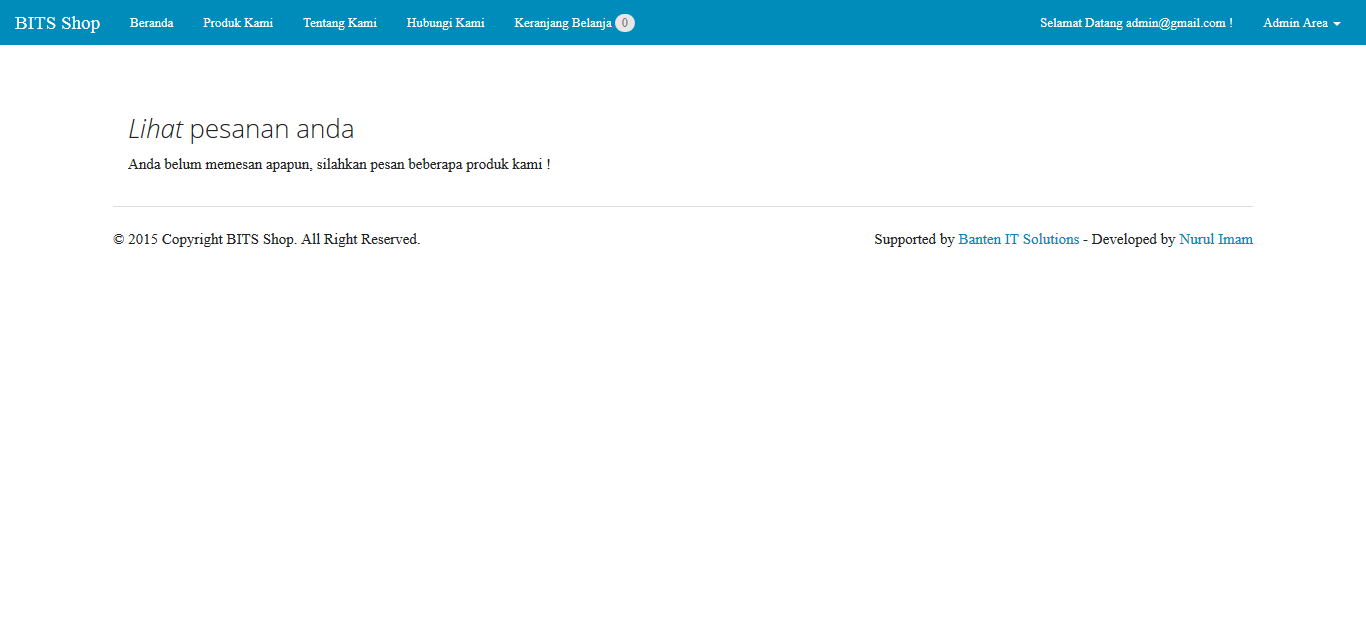 BITS Shop Beranda Produk Kami Tentang Kami Hubungi Kami Keranjang Belanja 0 Selamat Datang admin@gmail.com ! Admin Area
Lihat pesanan anda
Anda belum memesan apapun, silahkan pesan beberapa produk kami !
© 2015 Copyright BITS Shop. All Right Reserved. Supported by Banten IT Solutions - Developed by Nurul Imam